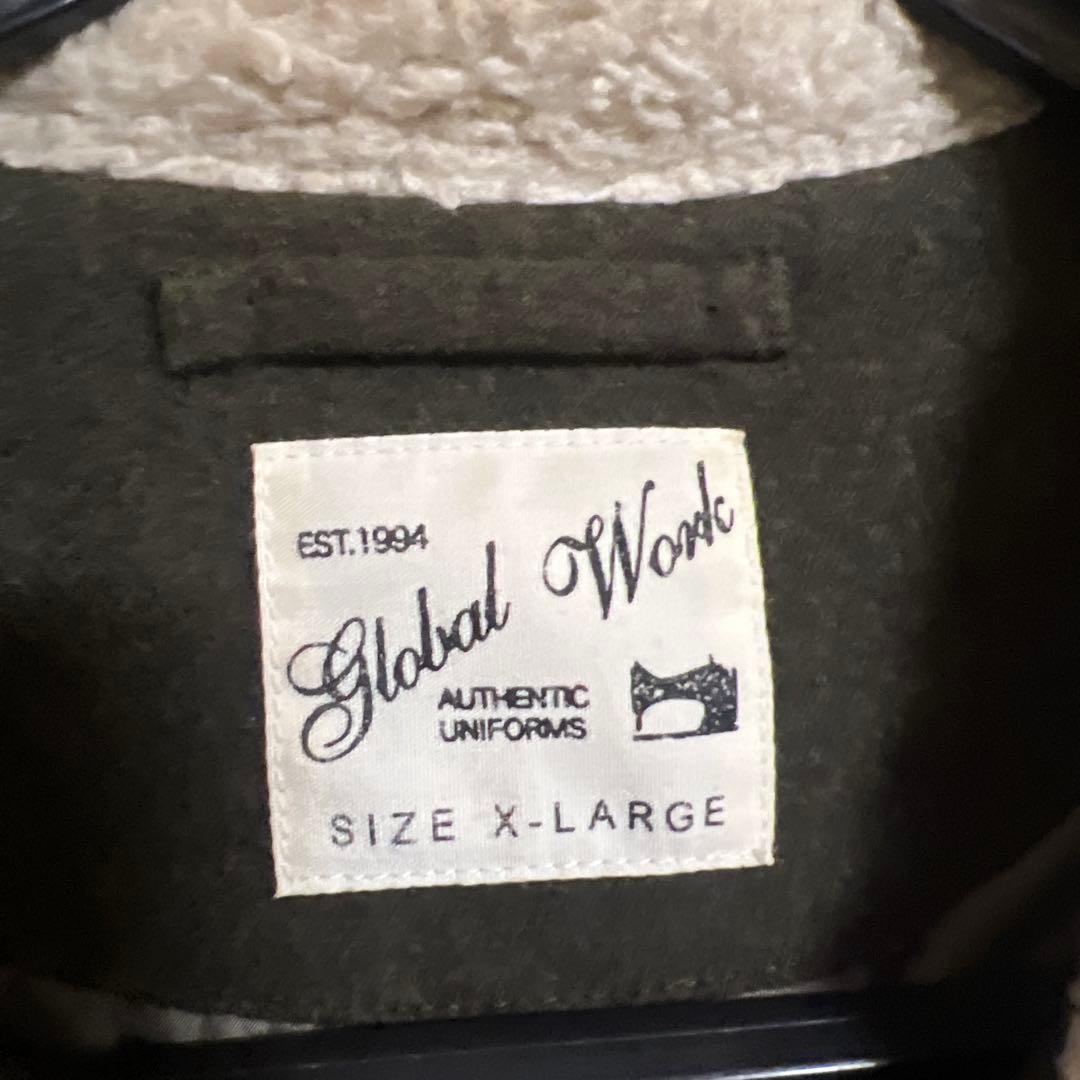 EST.1994
Global Work
AUTHENTIC
UNIFORMS
SIZE X-LARGE